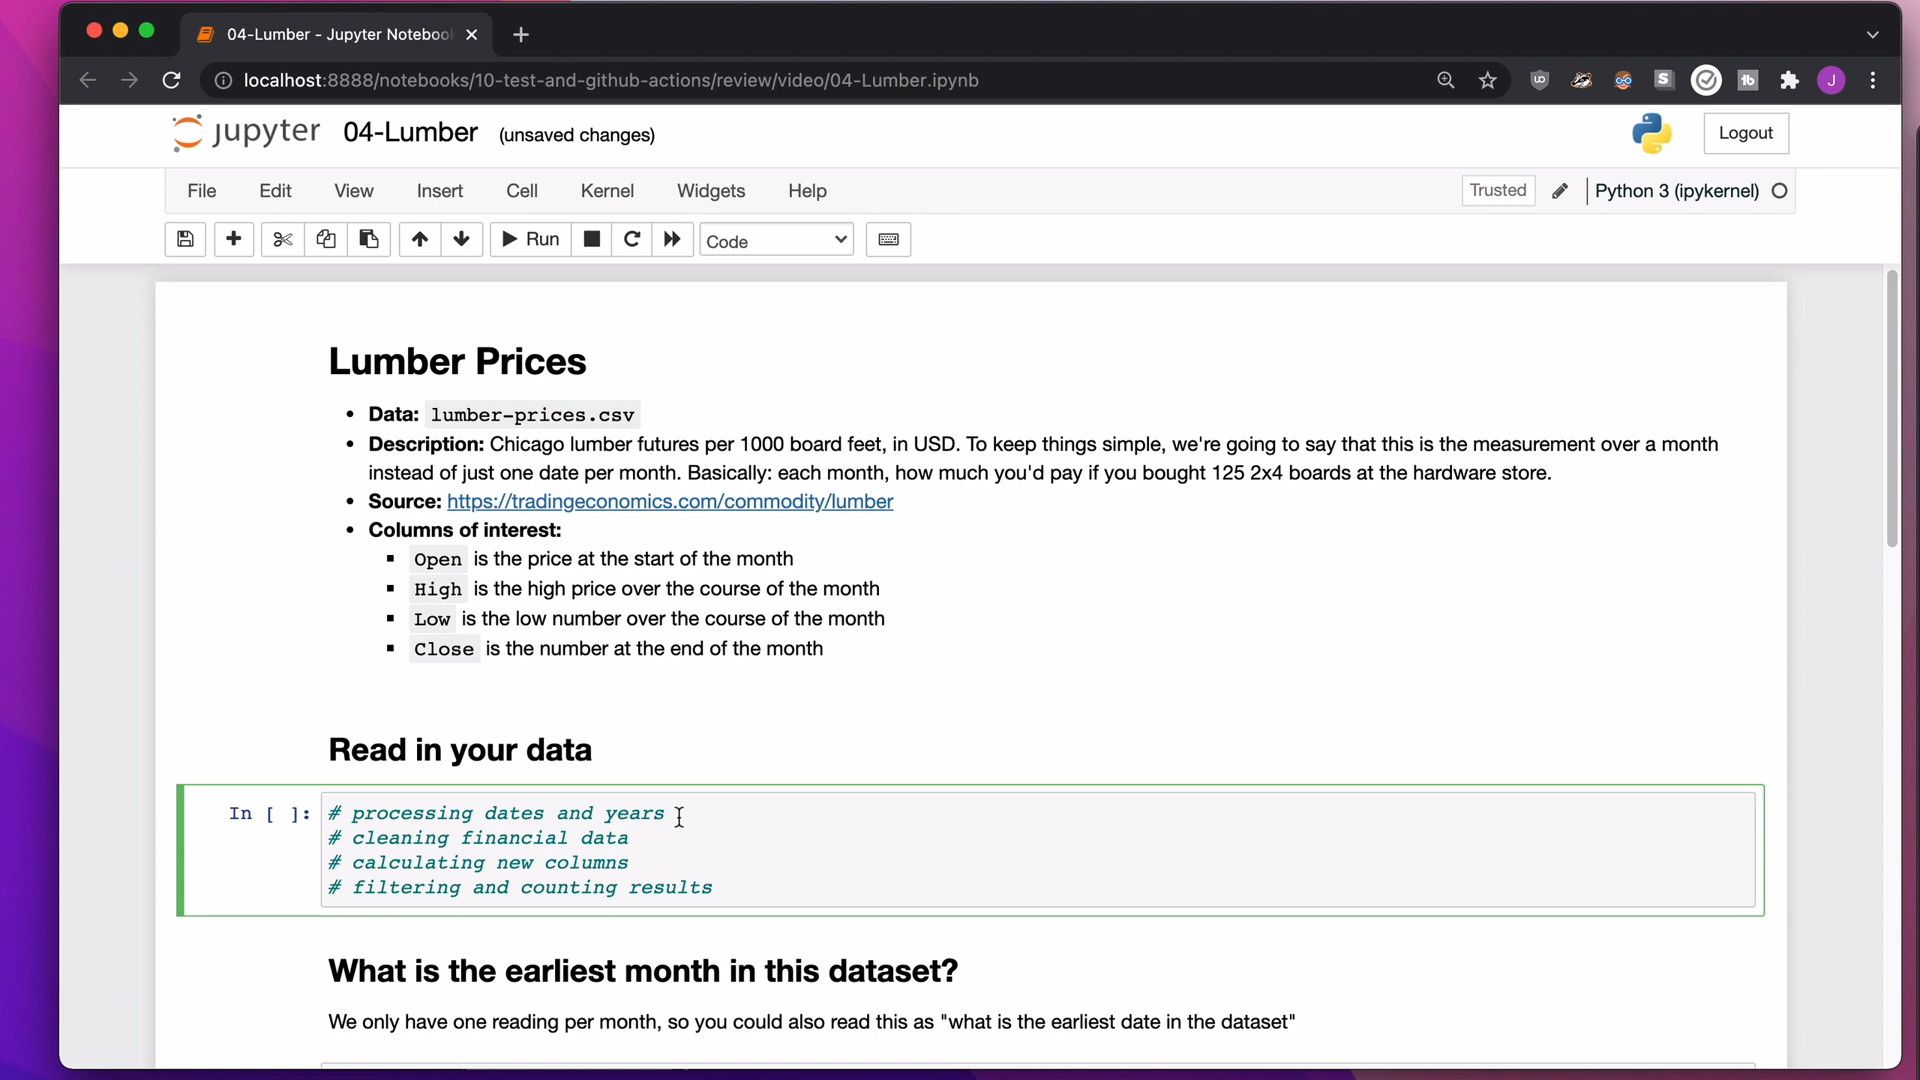 04-Lumber - Jupyter Noteboo
localhost:8888/notebooks/10-test-and-github-actions/review/video/04-Lumber.ipynb
J
jupyter 04-Lumber (unsaved changes)
Logout
File Edit View Insert Cell Kernel Widgets Help
Trusted Python 3 (ipykernel)
Run Code
Lumber Prices
• Data: lumber-prices.csv
• Description: Chicago lumber futures per 1000 board feet, in USD. To keep things simple, we're going to say that this is the measurement over a month
instead of just one date per month. Basically: each month, how much you'd pay if you bought 125 2x4 boards at the hardware store.
• Source: https://tradingeconomics.com/commodity/lumber
• Columns of interest:
▪ Open is the price at the start of the month
▪ High is the high price over the course of the month
▪ Low is the low number over the course of the month
▪ Close is the number at the end of the month
Read in your data
In [ ]: # processing dates and years
# cleaning financial data
# calculating new columns
# filtering and counting results
What is the earliest month in this dataset?
We only have one reading per month, so you could also read this as "what is the earliest date in the dataset"